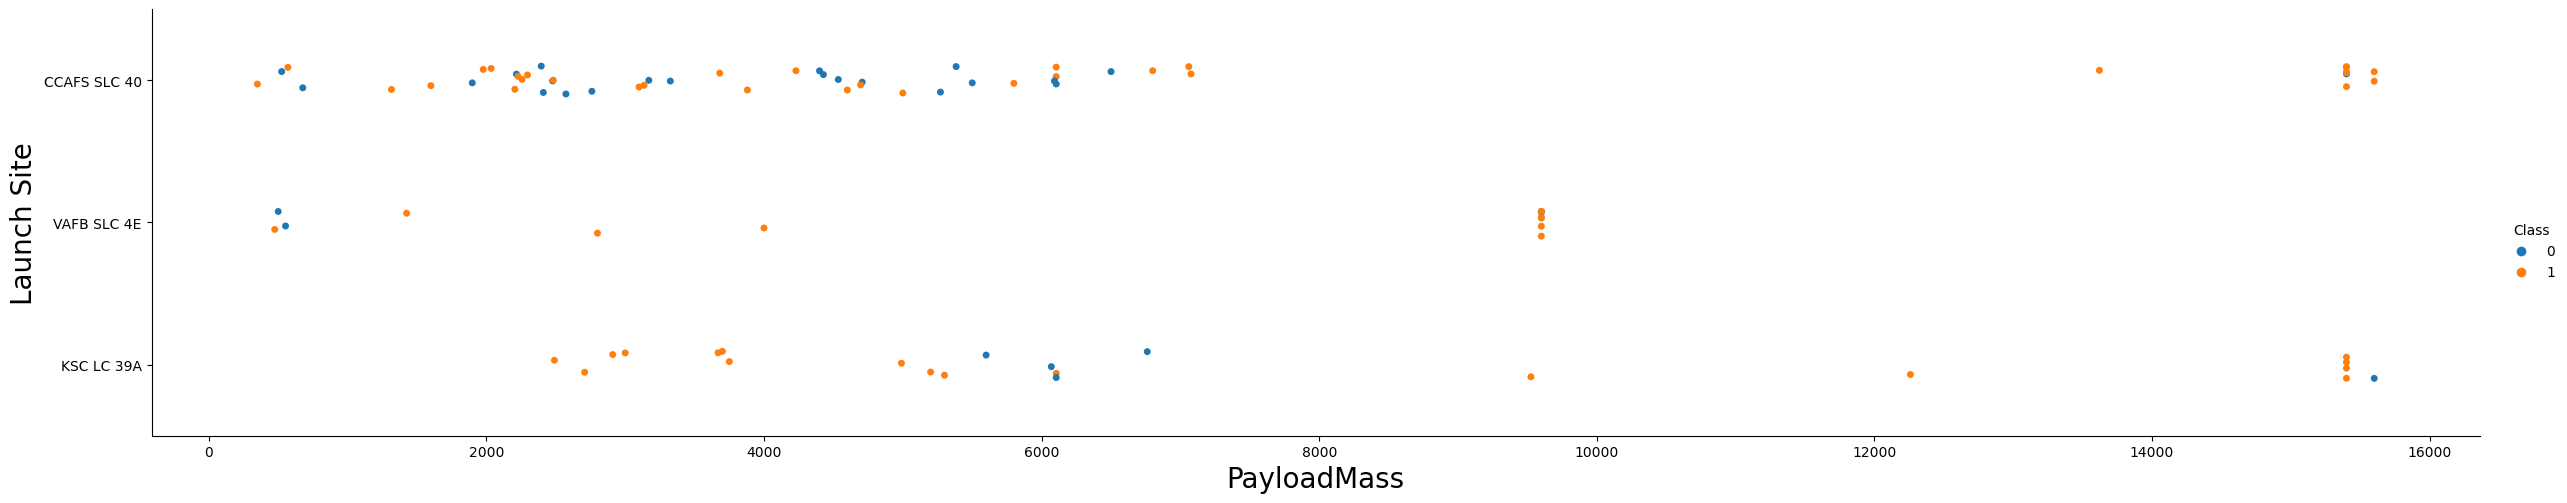 Launch Site
CCAFS SLC 40
VAFB SLC 4E
KSC LC 39A
0 2000 4000 6000 8000 10000 12000 14000 16000
PayloadMass
Class
0
1